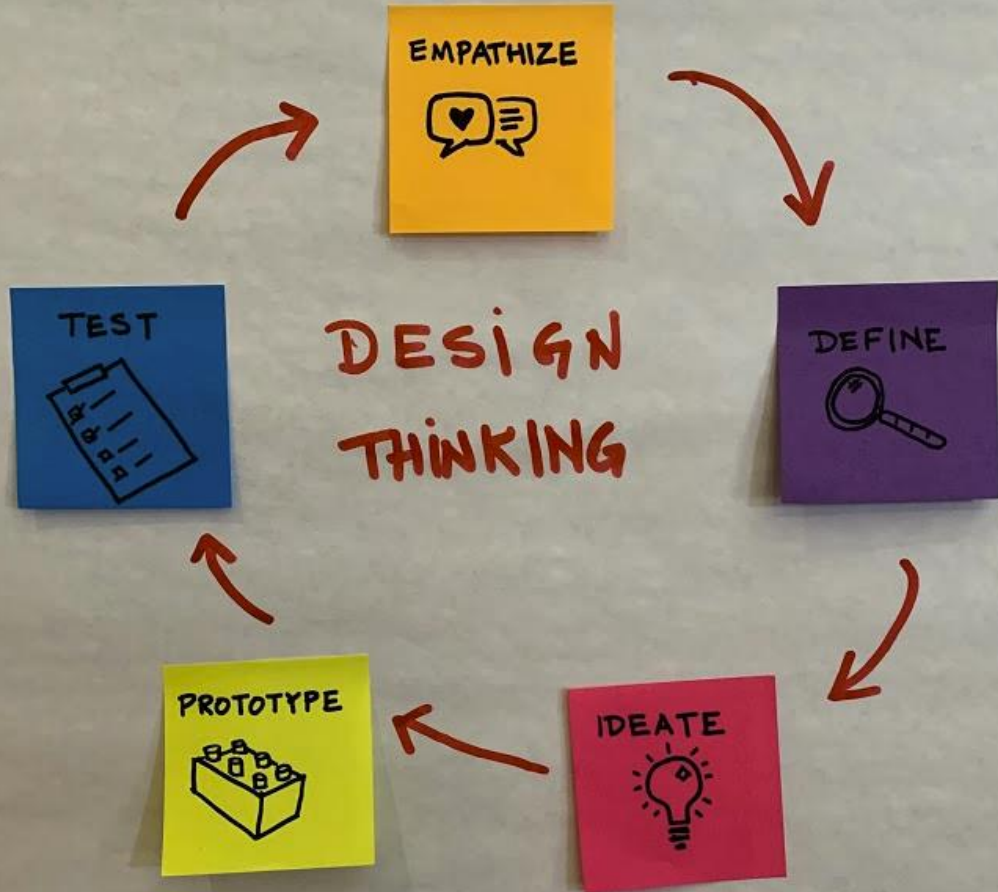 EMPATHIZE
DEFINE
IDEATE
PROTOTYPE
TEST
DESiGN
THiNKING